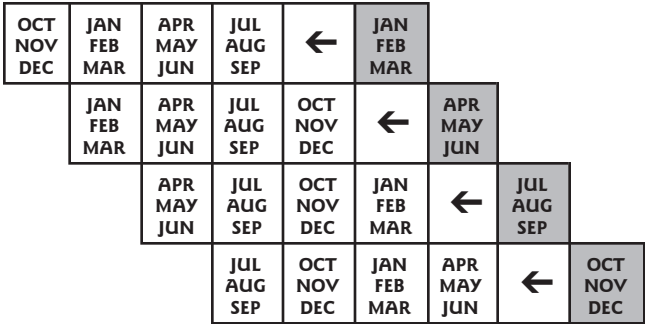 OCT JAN APR JUL ← JAN
NOV FEB MAY AUG FEB
DEC MAR JUN SEP MAR
JAN APR JUL OCT ← APR
FEB MAY AUG NOV MAY
MAR JUN SEP DEC JUN
APR JUL OCT JAN ← JUL
MAY AUG NOV FEB AUG
JUN SEP DEC MAR SEP
JUL OCT JAN APR ← OCT
AUG NOV FEB MAY NOV
SEP DEC MAR JUN DEC